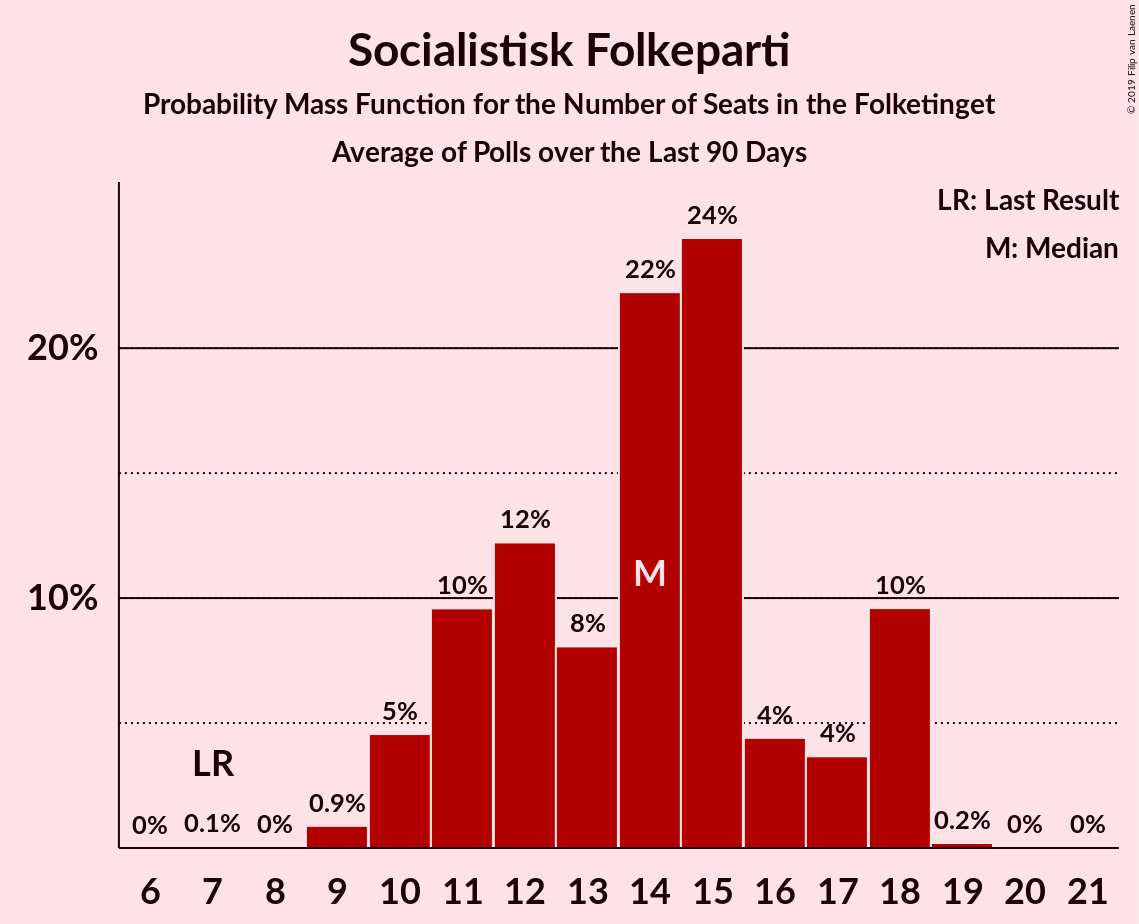 Socialistisk Folkeparti
Probability Mass Function for the Number of Seats in the Folketinget
Average of Polls over the Last 90 Days
© 2019 Filip van Laenen
LR: Last Result
M: Median
24%
22%
20%
12%
10%
10%
10%
8%
M
5%
4%
4%
LR
0%
0.1%
0%
0.9%
0.2%
0%
0%
6 7 8 9 10 11 12 13 14 15 16 17 18 19 20 21